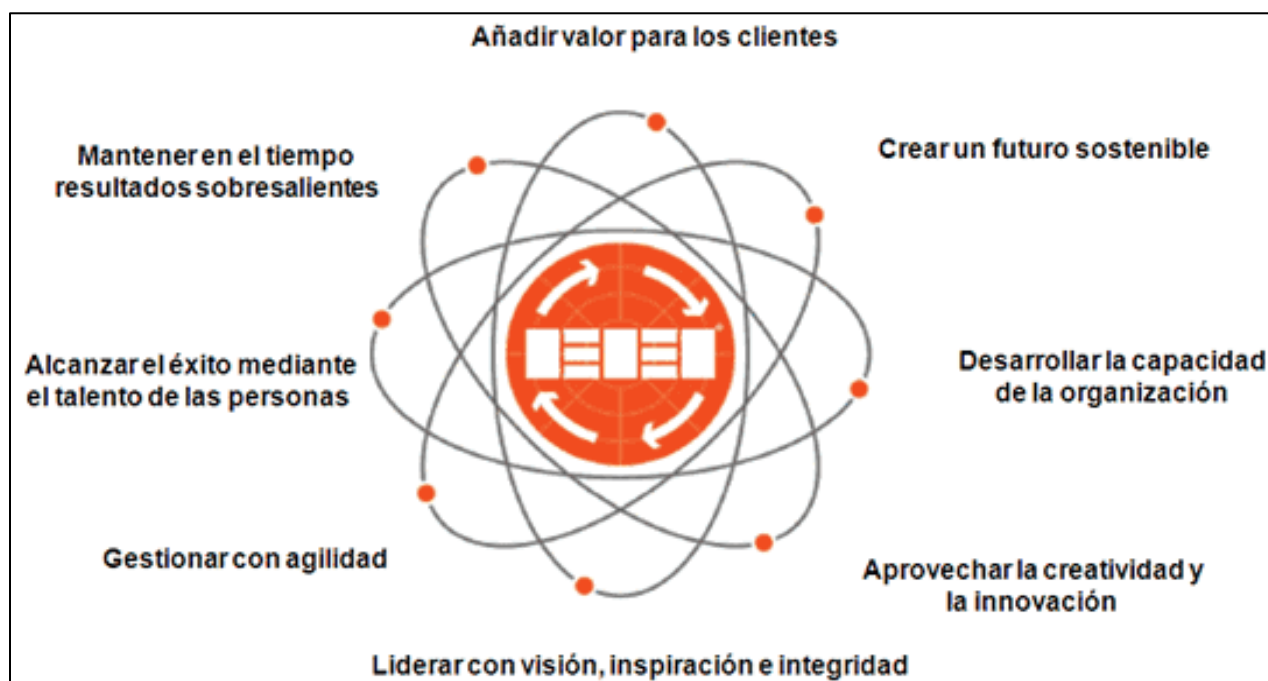 Añadir valor para los clientes
Crear un futuro sostenible
Desarrollar la capacidad
de la organización
Aprovechar la creatividad y
la innovación
Liderar con visión, inspiración e integridad
Gestionar con agilidad
Alcanzar el éxito mediante
el talento de las personas
Mantener en el tiempo
resultados sobresalientes